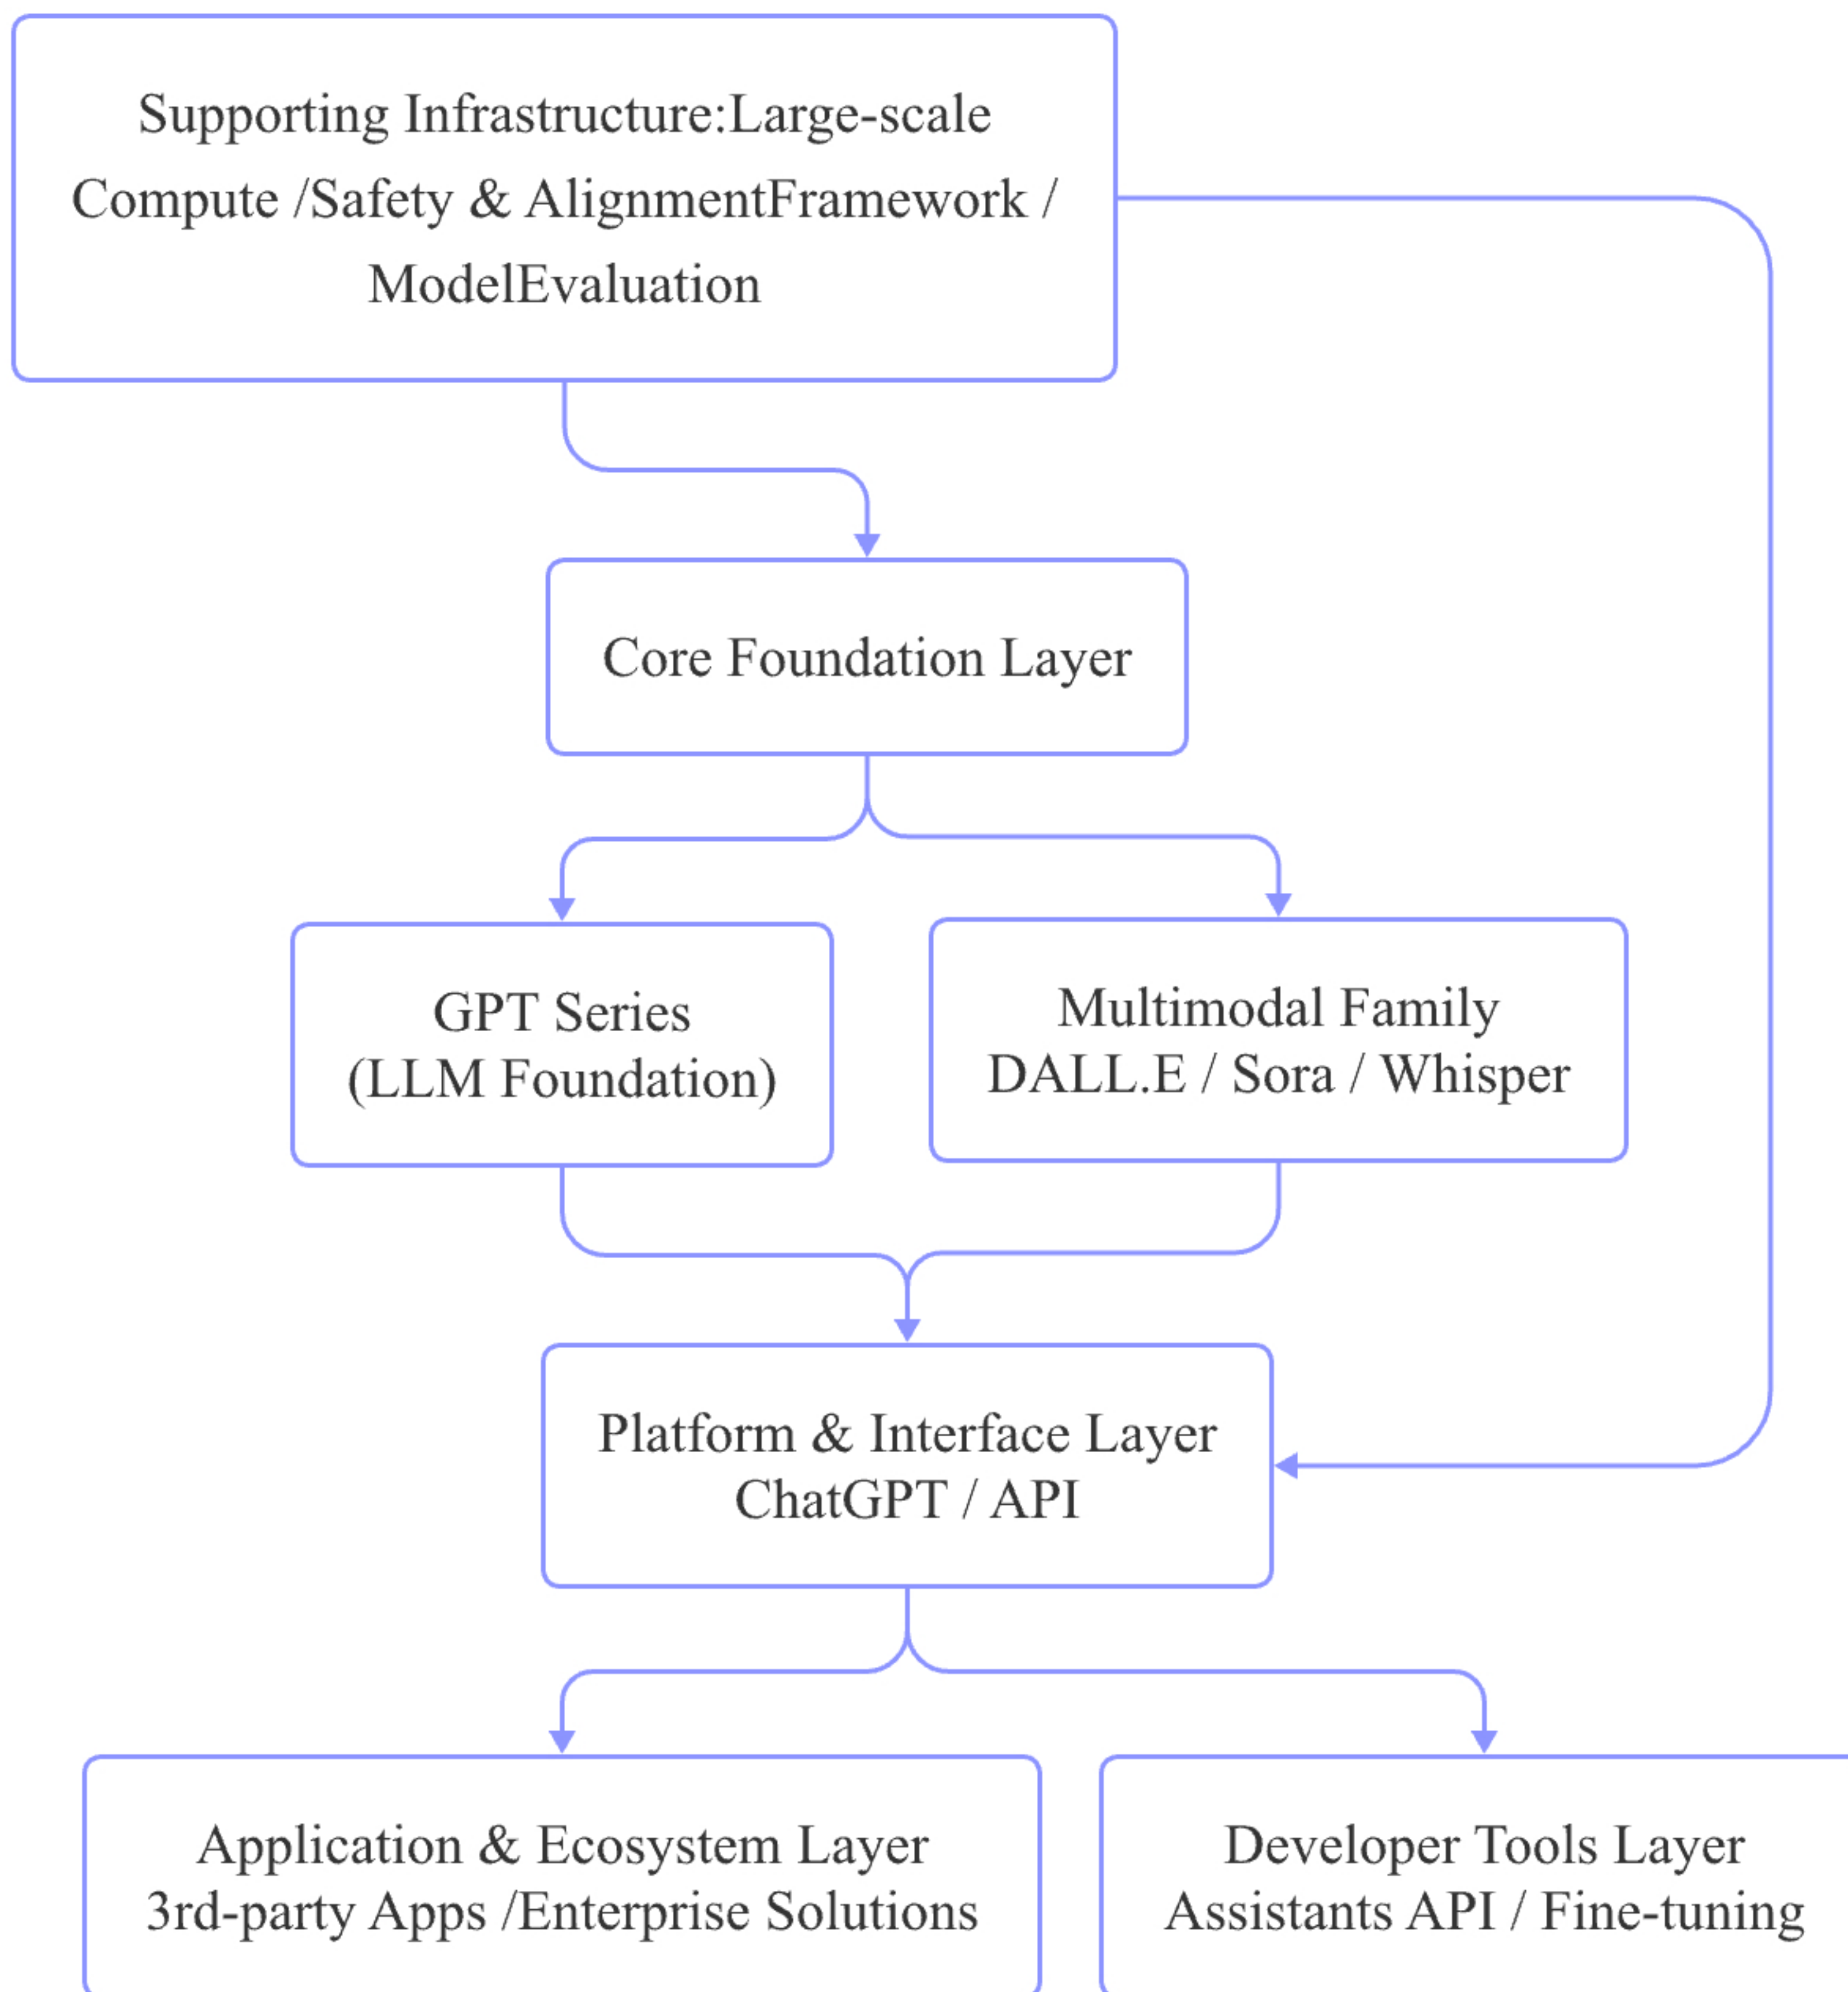 Supporting Infrastructure:Large-scale
Compute /Safety & AlignmentFramework /
ModelEvaluation
Core Foundation Layer
GPT Series
(LLM Foundation)
Multimodal Family
DALL.E / Sora / Whisper
Platform & Interface Layer
ChatGPT / API
Application & Ecosystem Layer
3rd-party Apps /Enterprise Solutions
Developer Tools Layer
Assistants API / Fine-tuning